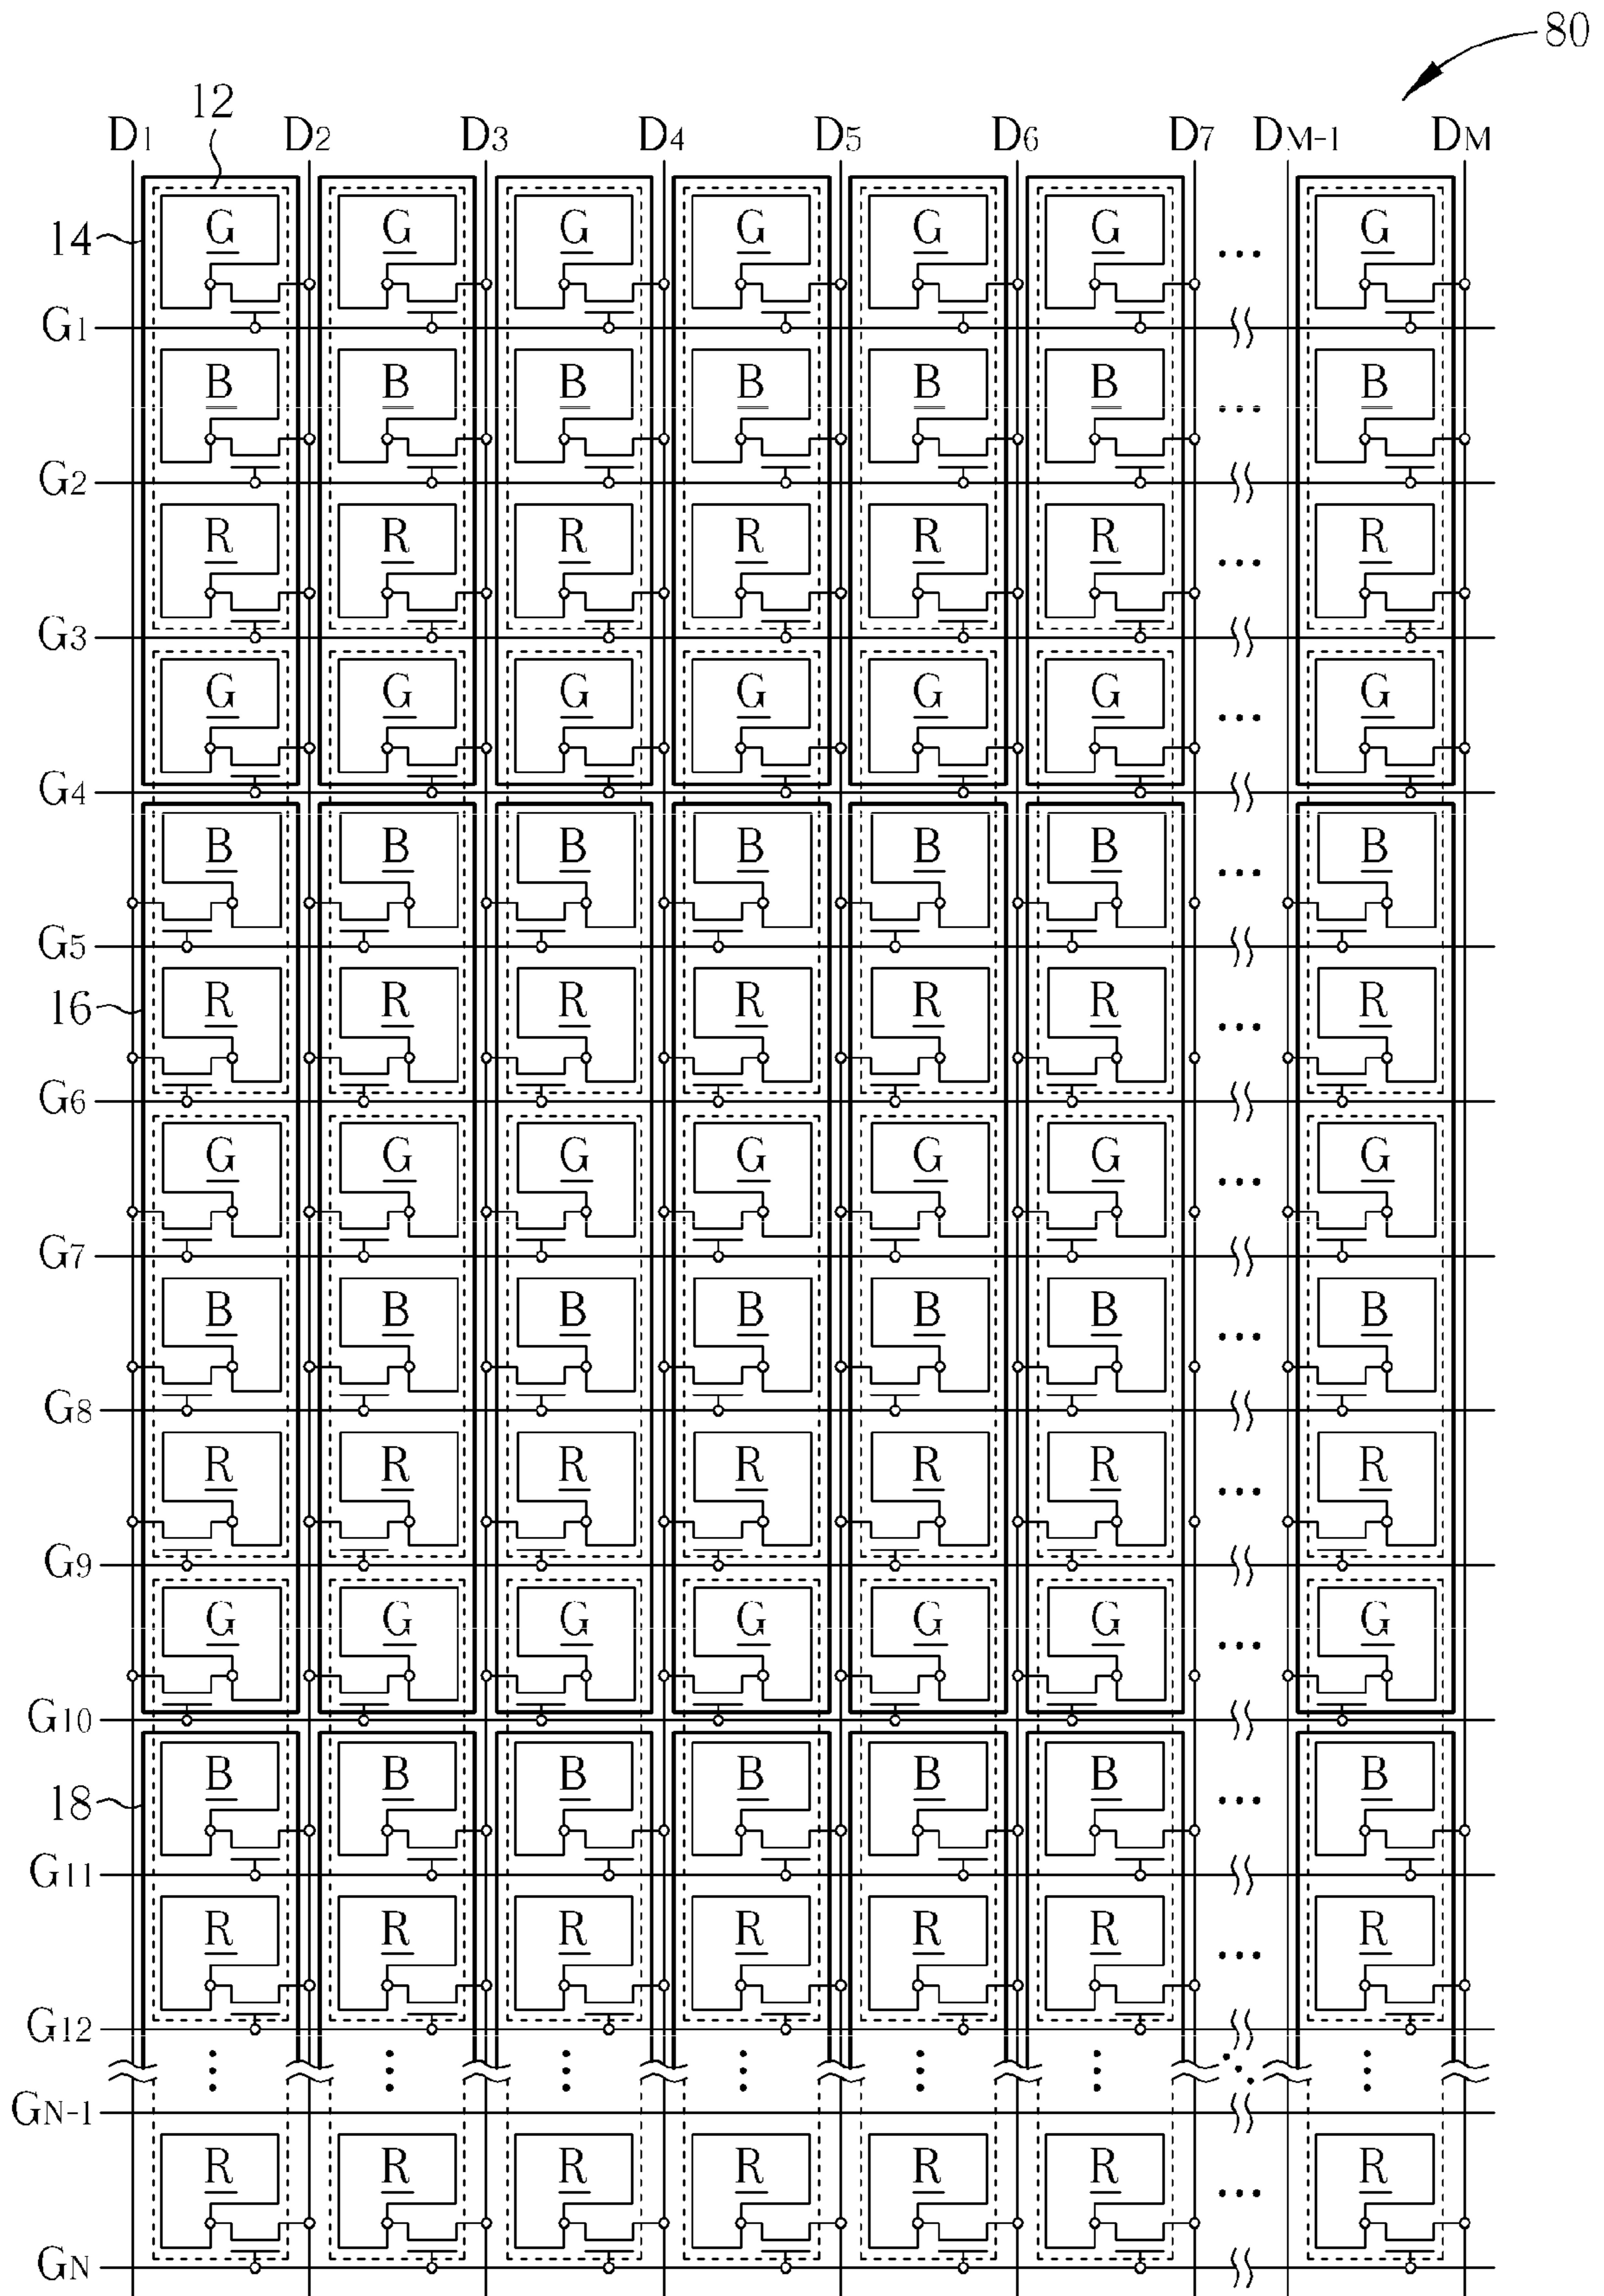 80
12
D1 D2 D3 D4 D5 D6 D7 DM-1 DM
14 G G G G G G ... G
G1
B B B B B B ... B
G2
R R R R R R ... R
G3
G G G G G G ... G
G4
B B B B B B ... B
G5
16 R R R R R R ... R
G6
G G G G G G ... G
G7
B B B B B B ... B
G8
R R R R R R ... R
G9
G G G G G G ... G
G10
18 B B B B B B ... B
G11
R R R R R R ... R
G12
GN-1
R R R R R R ... R
GN